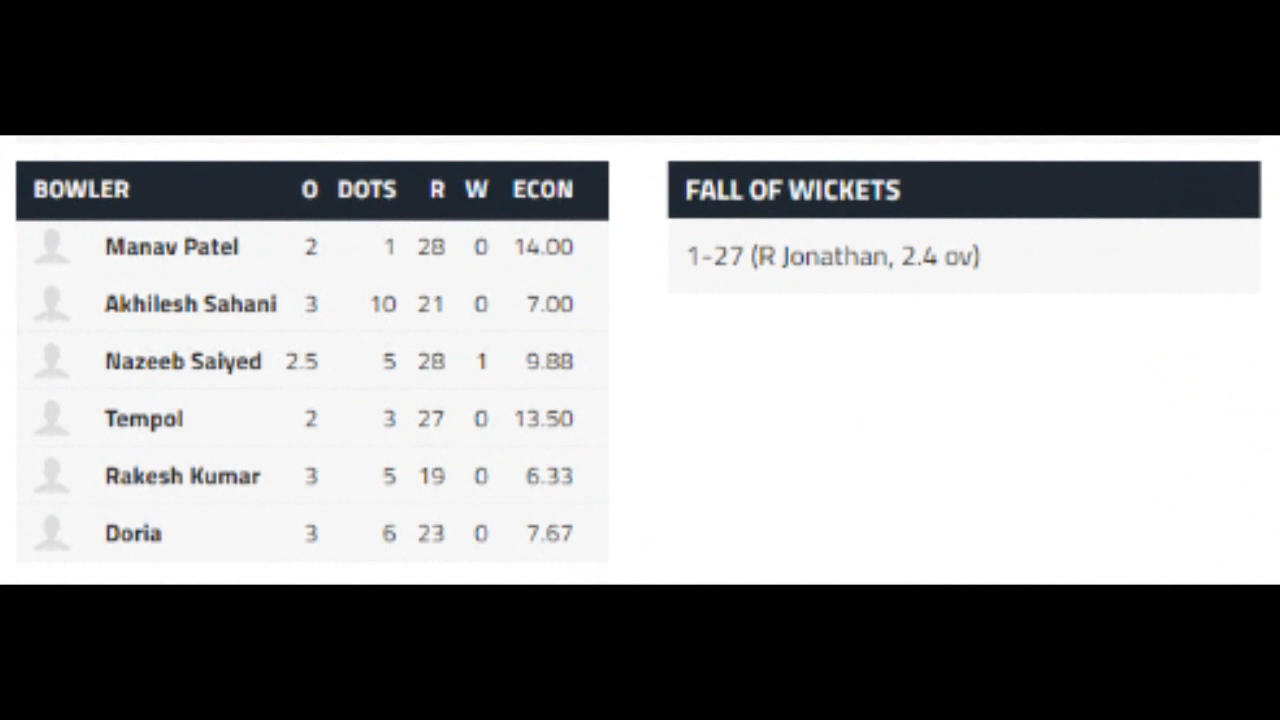 BOWLER O DOTS R W ECON
Manav Patel 2 1 28 0 14.00
Akhilesh Sahani 3 10 21 0 7.00
Nazeeb Saiyed 2.5 5 28 1 9.88
Tempol 2 3 27 0 13.50
Rakesh Kumar 3 5 19 0 6.33
Doria 3 6 23 0 7.67
FALL OF WICKETS
1-27 (R Jonathan, 2.4 ov)